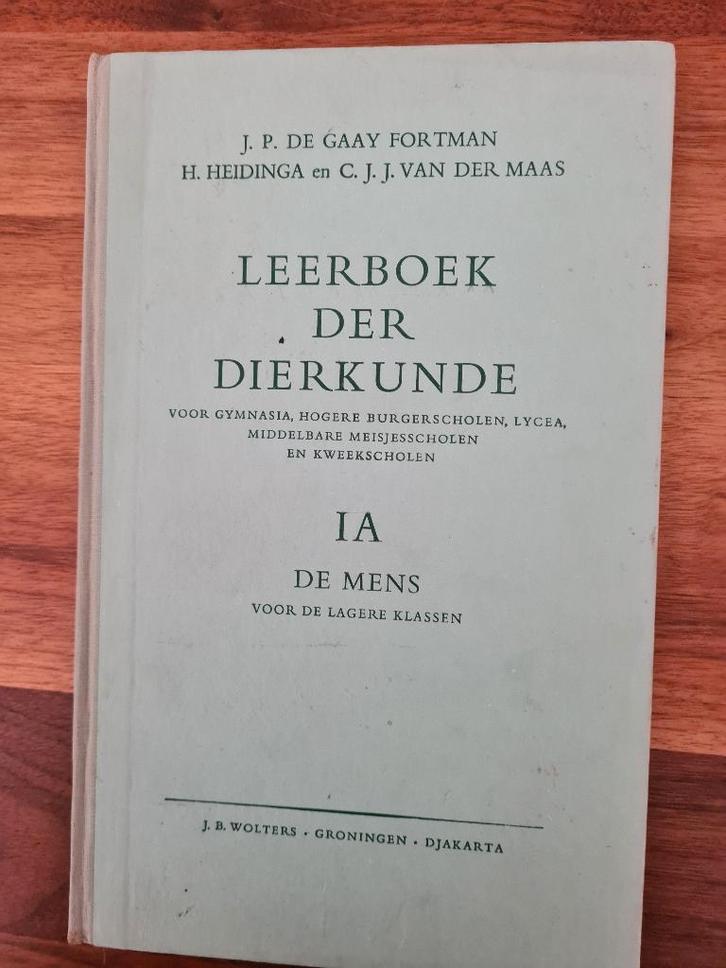 J. P. DE GAAY FORTMAN
H. HEIDINGA en C. J. J. VAN DER MAAS
LEERBOEK
DER
DIERKUNDE
VOOR GYMNASIA, HOGERE BURGERSCHOLEN, LYCEA,
MIDDELBARE MEISJESSCHOLEN
EN KWEEKSCHOLEN
IA
DE MENS
VOOR DE LAGERE KLASSEN
J. B. WOLTERS · GRONINGEN · DJAKARTA